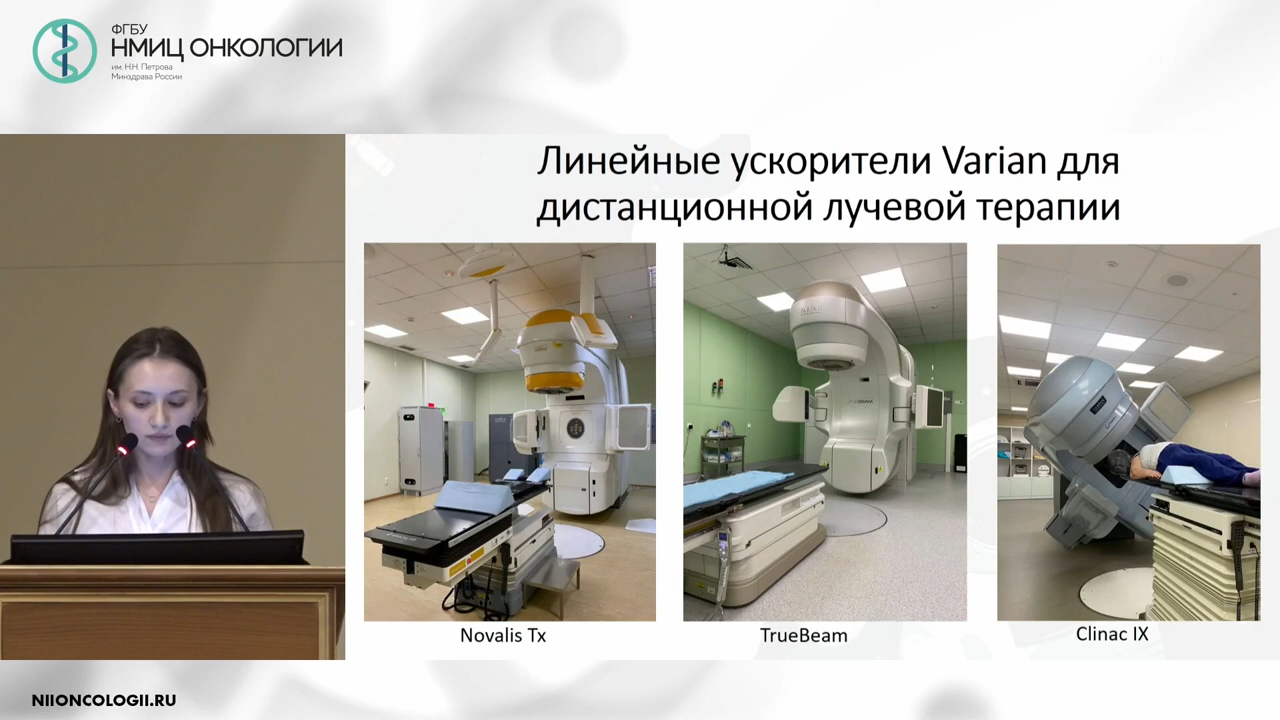 ФГБУ
НМИЦ ОНКОЛОГИИ
им. Н.Н. Петрова
Минздрава России
Линейные ускорители Varian для
дистанционной лучевой терапии
Novalis Tx
TrueBeam
Clinac IX
NIIONCOLOGII.RU